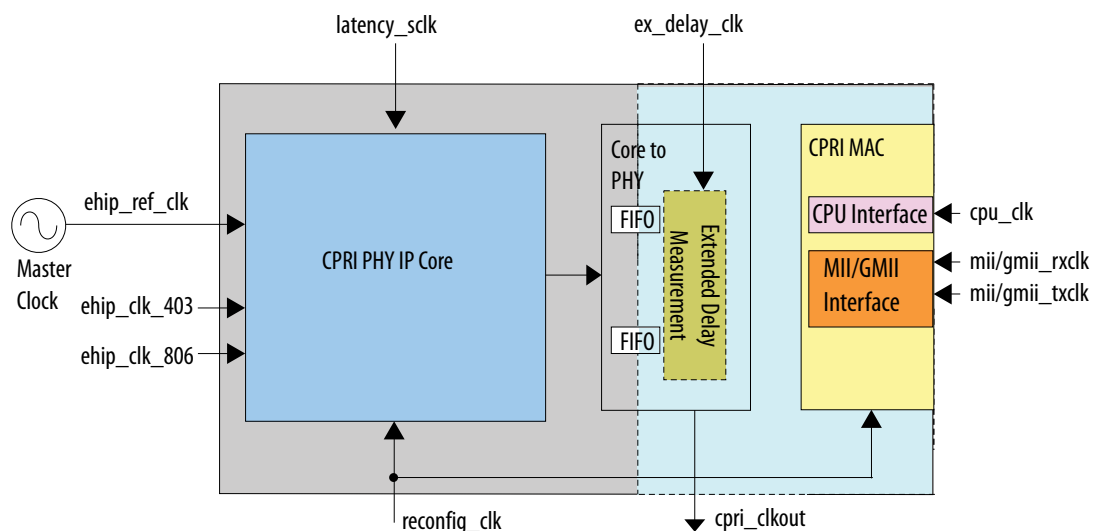 latency_sclk
ex_delay_clk
ehip_ref_clk
Master
Clock
ehip_clk_403
ehip_clk_806
CPRI PHY IP Core
Core to
PHY
FIFO
FIFO
Extended Delay
Measurement
CPRI MAC
CPU Interface
MII/GMII
Interface
cpu_clk
mii/gmii_rxclk
mii/gmii_txclk
reconfig_clk
cpri_clkout